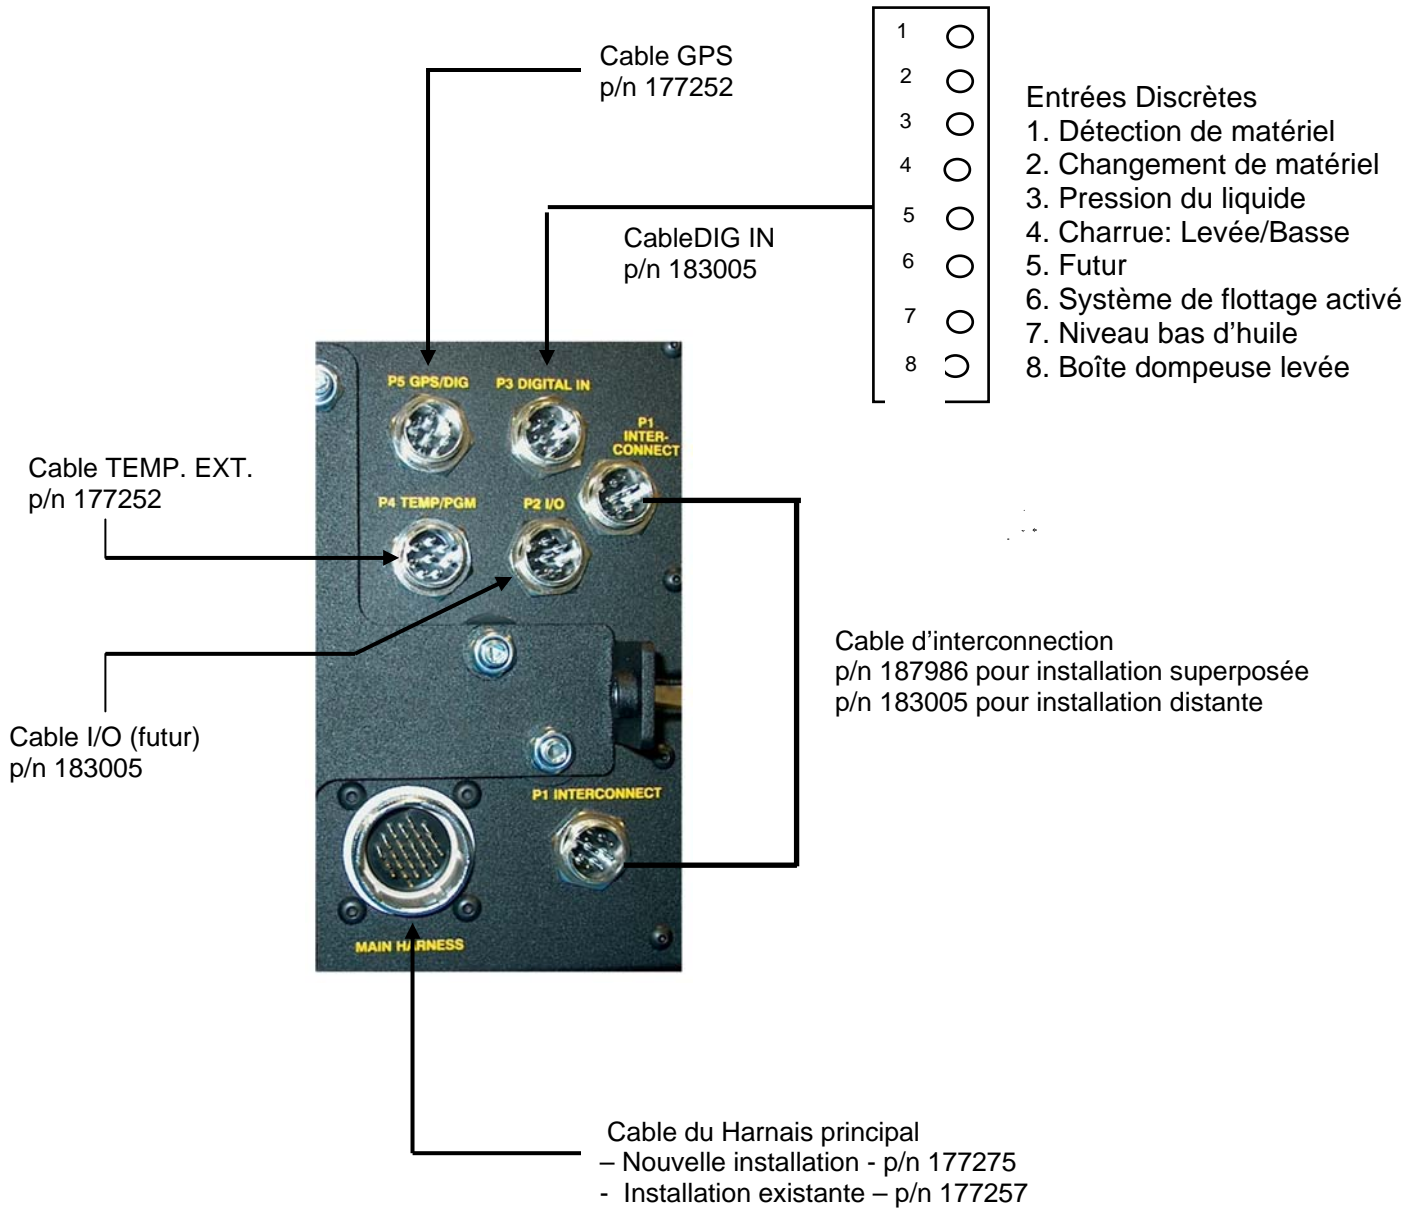 Cable GPS
p/n 177252
1
2
3
4
5
6
7
8
Entrées Discrètes
1. Détection de matériel
2. Changement de matériel
3. Pression du liquide
4. Charrue: Levée/Basse
5. Futur
6. Système de flottage activé
7. Niveau bas d’huile
8. Boîte dompeuse levée
CableDIG IN
p/n 183005
P5 GPS/DIG
P3 DIGITAL IN
P1
INTER-
CONNECT
Cable TEMP. EXT.
p/n 177252
P4 TEMP/PGM
P2 I/O
Cable d’interconnection
p/n 187986 pour installation superposée
p/n 183005 pour installation distante
Cable I/O (futur)
p/n 183005
P1 INTERCONNECT
MAIN HARNESS
Cable du Harnais principal
– Nouvelle installation - p/n 177275
- Installation existante – p/n 177257